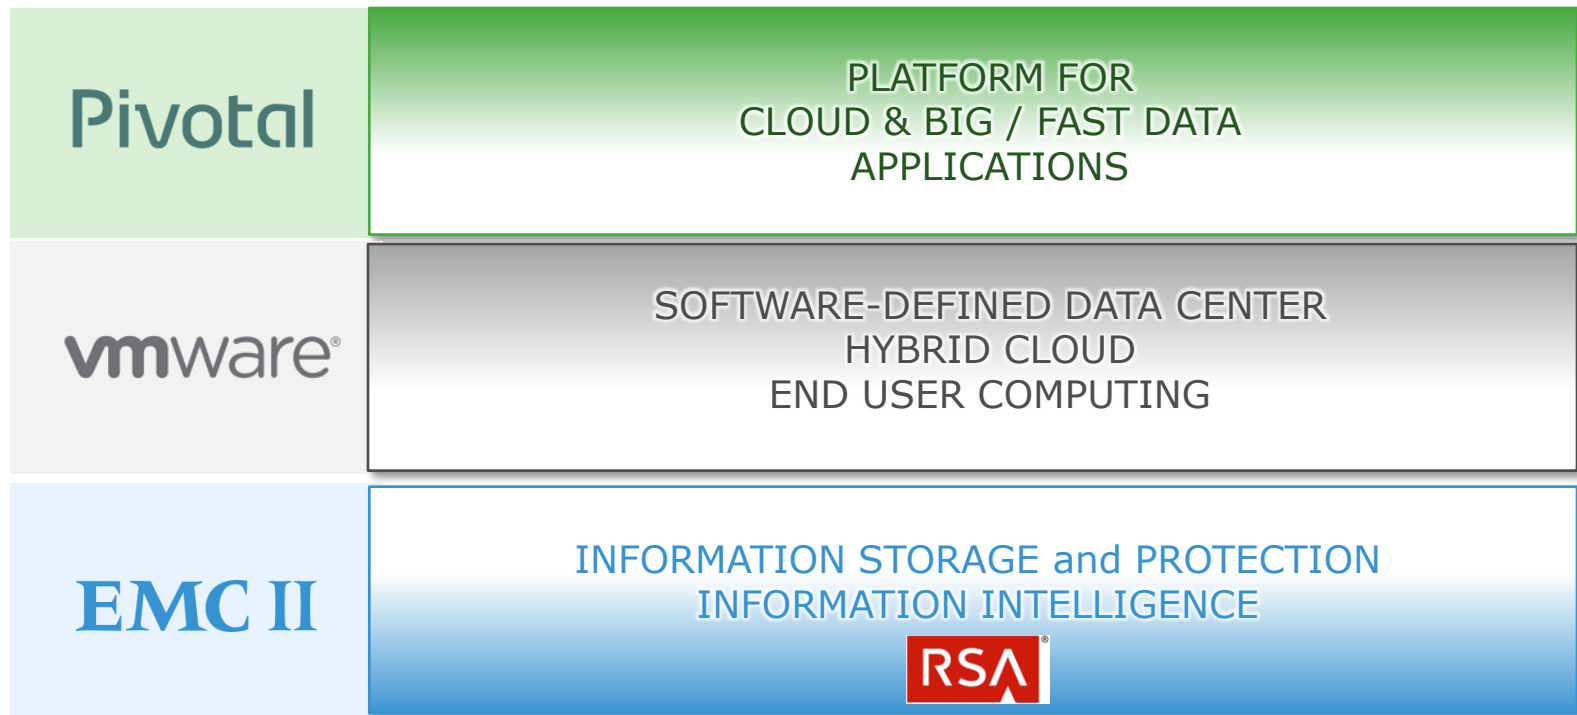 Pivotal
PLATFORM FOR
CLOUD & BIG / FAST DATA
APPLICATIONS
vmware®
SOFTWARE-DEFINED DATA CENTER
HYBRID CLOUD
END USER COMPUTING
EMC II
INFORMATION STORAGE and PROTECTION
INFORMATION INTELLIGENCE
RSA®